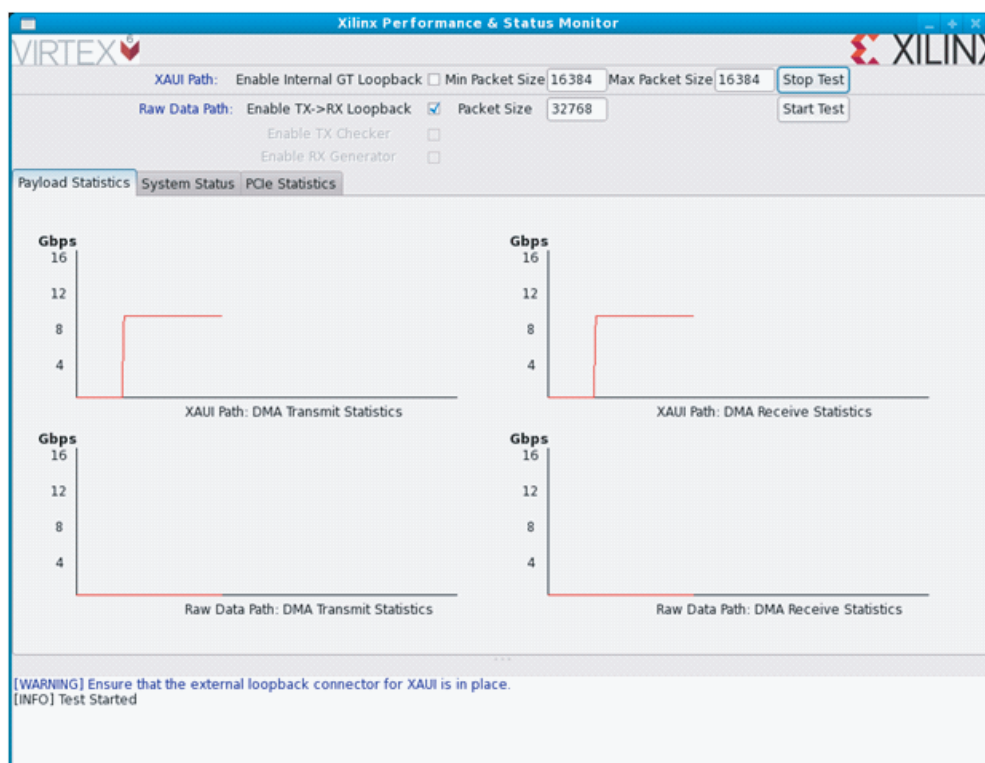 Xilinx Performance & Status Monitor
VIRTEX 6
XILINX
XAUI Path: Enable Internal GT Loopback Min Packet Size 16384 Max Packet Size 16384 Stop Test
Raw Data Path: Enable TX->RX Loopback Packet Size 32768 Start Test
Enable TX Checker
Enable RX Generator
Payload Statistics System Status PCIe Statistics
Gbps
16
12
8
4
XAUI Path: DMA Transmit Statistics
Gbps
16
12
8
4
XAUI Path: DMA Receive Statistics
Gbps
16
12
8
4
Raw Data Path: DMA Transmit Statistics
Gbps
16
12
8
4
Raw Data Path: DMA Receive Statistics
[WARNING] Ensure that the external loopback connector for XAUI is in place.
[INFO] Test Started